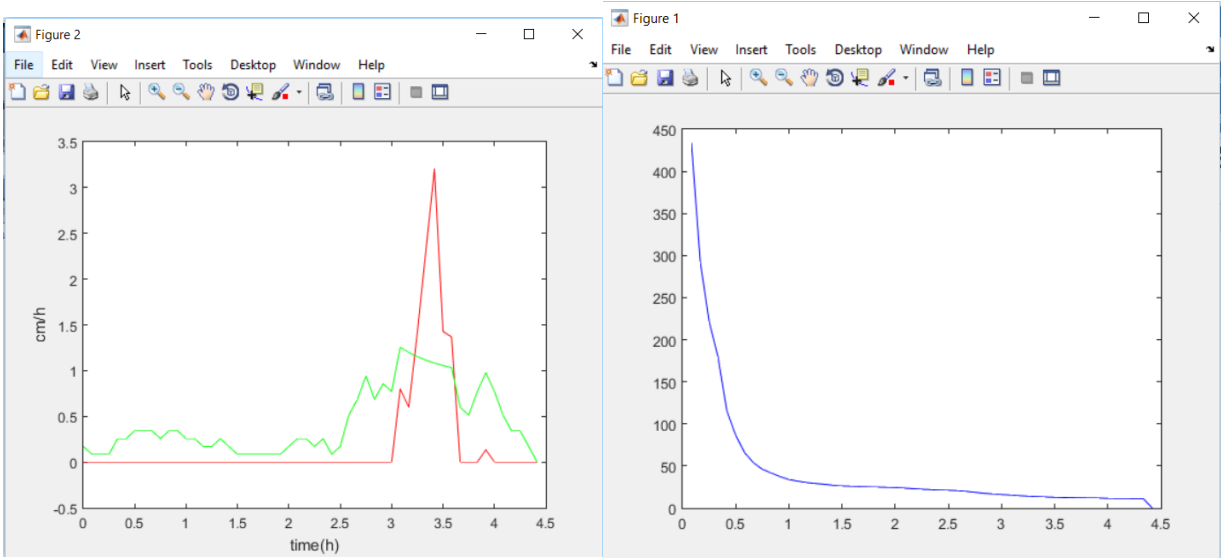 Figure 2
File Edit View Insert Tools Desktop Window Help
3.5
3
2.5
2
1.5
1
0.5
0
-0.5
cm/h
0 0.5 1 1.5 2 2.5 3 3.5 4 4.5
time(h)
Figure 1
File Edit View Insert Tools Desktop Window Help
450
400
350
300
250
200
150
100
50
0
0 0.5 1 1.5 2 2.5 3 3.5 4 4.5